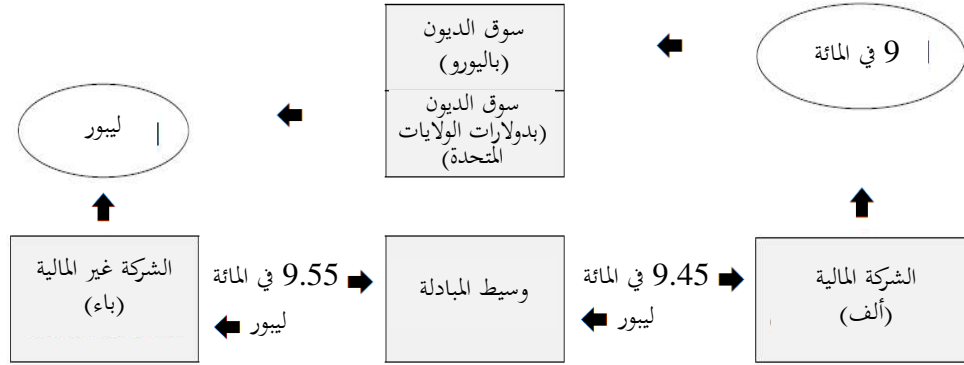 سوق الديون
(باليورو)
9 في المائة
سوق الديون
(بدولارات الولايات
المتحدة)
ليبور
الشركة المالية
(ألف)
9.45 في المائة
ليبور
وسيط المبادلة
9.55 في المائة
ليبور
الشركة غير المالية
(باء)